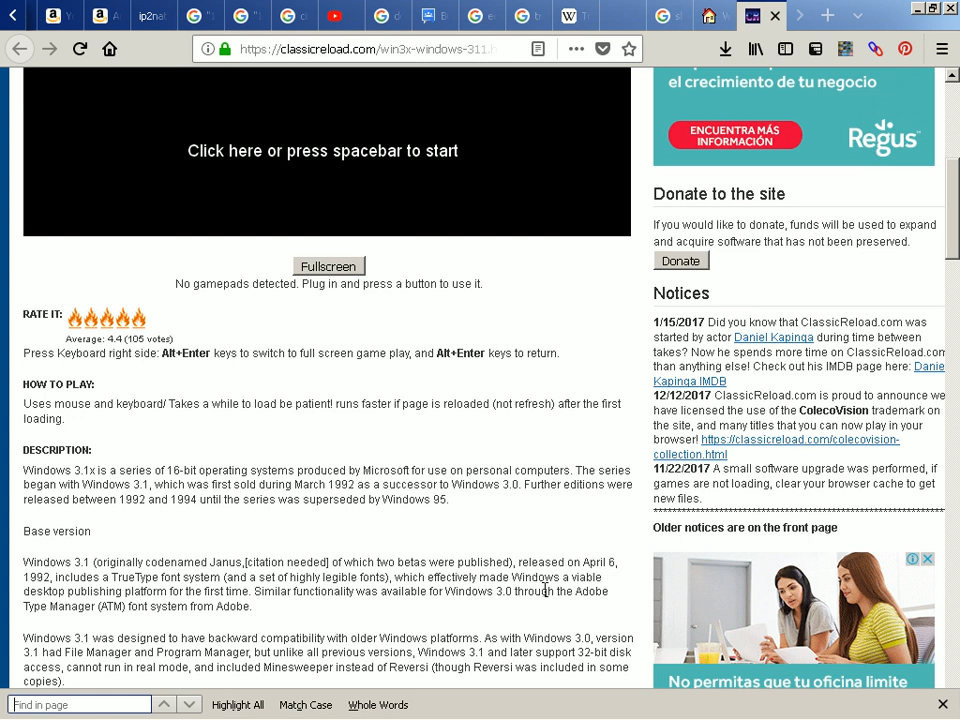 ip2nat
https://classicreload.com/win3x-windows-311.h
el crecimiento de tu negocio
ENCUENTRA MÁS
INFORMACIÓN
Regus
Click here or press spacebar to start
Fullscreen
No gamepads detected. Plug in and press a button to use it.
RATE IT:
Average: 4.4 (105 votes)
Press Keyboard right side: Alt+Enter keys to switch to full screen game play, and Alt+Enter keys to return.
HOW TO PLAY:
Uses mouse and keyboard/ Takes a while to load be patient! runs faster if page is reloaded (not refresh) after the first
loading.
DESCRIPTION:
Windows 3.1x is a series of 16-bit operating systems produced by Microsoft for use on personal computers. The series
began with Windows 3.1, which was first sold during March 1992 as a successor to Windows 3.0. Further editions were
released between 1992 and 1994 until the series was superseded by Windows 95.
Base version
Windows 3.1 (originally codenamed Janus,[citation needed] of which two betas were published), released on April 6,
1992, includes a TrueType font system (and a set of highly legible fonts), which effectively made Windows a viable
desktop publishing platform for the first time. Similar functionality was available for Windows 3.0 through the Adobe
Type Manager (ATM) font system from Adobe.
Windows 3.1 was designed to have backward compatibility with older Windows platforms. As with Windows 3.0, version
3.1 had File Manager and Program Manager, but unlike all previous versions, Windows 3.1 and later support 32-bit disk
access, cannot run in real mode, and included Minesweeper instead of Reversi (though Reversi was included in some
copies).
Donate to the site
If you would like to donate, funds will be used to expand
and acquire software that has not been preserved.
Donate
Notices
1/15/2017 Did you know that ClassicReload.com was
started by actor Daniel Kapinga during time between
takes? Now he spends more time on ClassicReload.com
than anything else! Check out his IMDB page here: Danie
Kapinga IMDB
12/12/2017 ClassicReload.com is proud to announce we
have licensed the use of the ColecoVision trademark on
the site, and many titles that you can now play in your
browser! https://classicreload.com/colecovision-
collection.html
11/22/2017 A small software upgrade was performed, if
games are not loading, clear your browser cache to get
new files.
Older notices are on the front page
No permitas que tu oficina limite
Find in page
Highlight All
Match Case
Whole Words